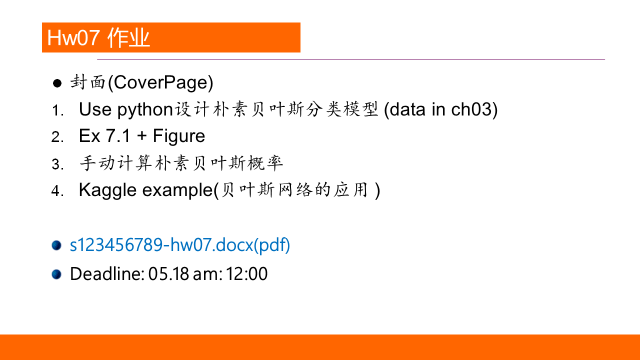 Hw07 作业
● 封面(CoverPage)
1. Use python设计朴素贝叶斯分类模型 (data in ch03)
2. Ex 7.1 + Figure
3. 手动计算朴素贝叶斯概率
4. Kaggle example(贝叶斯网络的应用 )
● s123456789-hw07.docx(pdf)
● Deadline: 05.18 am: 12:00